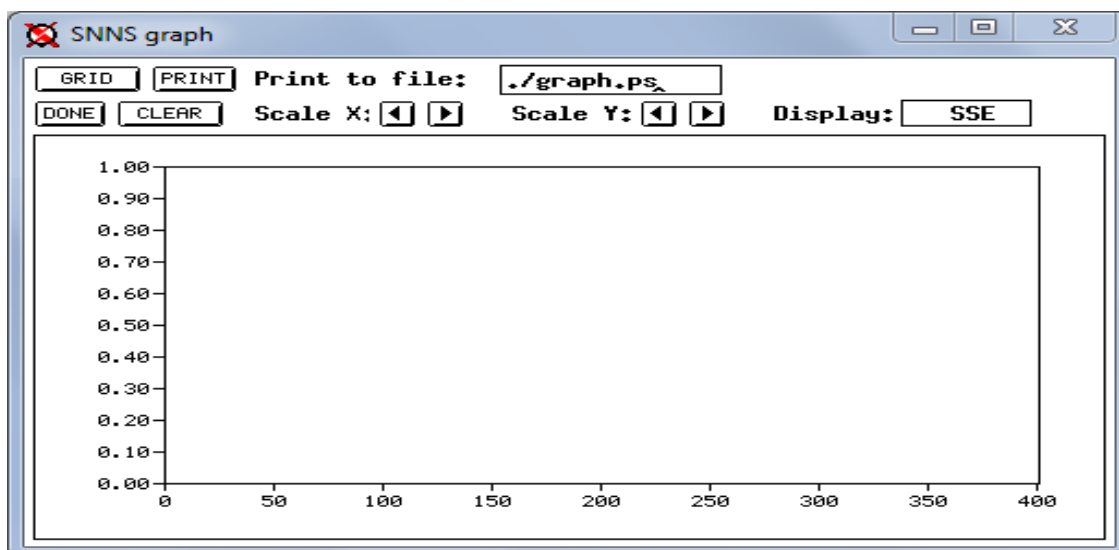 SNNS graph
GRID PRINT Print to file: ./graph.ps
DONE CLEAR Scale X: Scale Y: Display: SSE
1.00
0.90
0.80
0.70
0.60
0.50
0.40
0.30
0.20
0.10
0.00
0 50 100 150 200 250 300 350 400